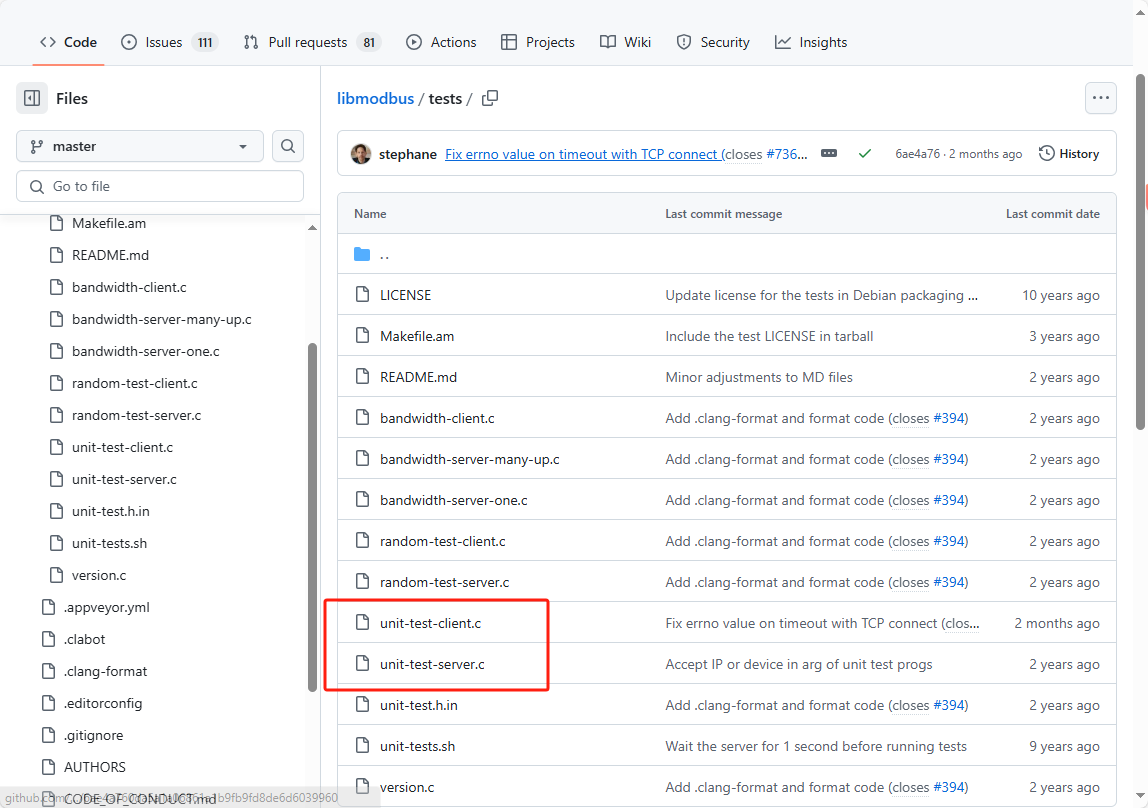 Code
Issues 111
Pull requests 81
Actions
Projects
Wiki
Security
Insights
Files
master
Go to file
Makefile.am
README.md
bandwidth-client.c
bandwidth-server-many-up.c
bandwidth-server-one.c
random-test-client.c
random-test-server.c
unit-test-client.c
unit-test-server.c
unit-test.h.in
unit-tests.sh
version.c
.appveyor.yml
.clabot
.clang-format
.editorconfig
.gitignore
AUTHORS
CODE_OF_CONDUCT.md
libmodbus / tests /
stephane Fix errno value on timeout with TCP connect (closes #736... 6ae4a76 · 2 months ago History
Name Last commit message Last commit date
..
LICENSE Update license for the tests in Debian packaging ... 10 years ago
Makefile.am Include the test LICENSE in tarball 3 years ago
README.md Minor adjustments to MD files 2 years ago
bandwidth-client.c Add .clang-format and format code (closes #394) 2 years ago
bandwidth-server-many-up.c Add .clang-format and format code (closes #394) 2 years ago
bandwidth-server-one.c Add .clang-format and format code (closes #394) 2 years ago
random-test-client.c Add .clang-format and format code (closes #394) 2 years ago
random-test-server.c Add .clang-format and format code (closes #394) 2 years ago
unit-test-client.c Fix errno value on timeout with TCP connect (clos... 2 months ago
unit-test-server.c Accept IP or device in arg of unit test progs 2 years ago
unit-test.h.in Add .clang-format and format code (closes #394) 2 years ago
unit-tests.sh Wait the server for 1 second before running tests 9 years ago
version.c Add .clang-format and format code (closes #394) 2 years ago